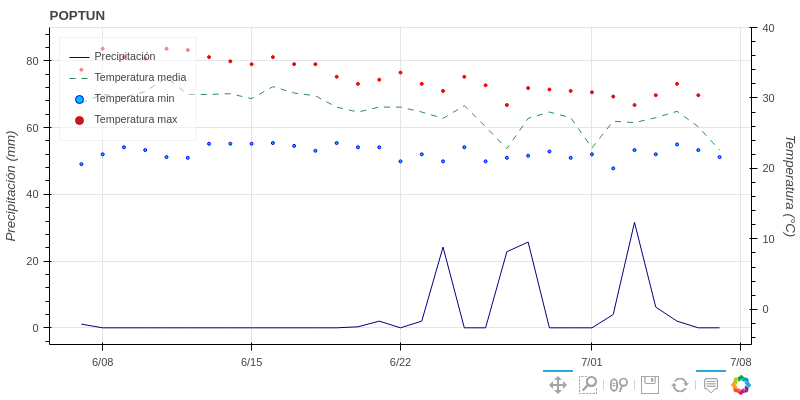 POPTUN
Precipitación
Temperatura media
Temperatura min
Temperatura max
Precipitación (mm)
80
60
40
20
0
Temperatura (°C)
40
30
20
10
0
6/08
6/15
6/22
7/01
7/08